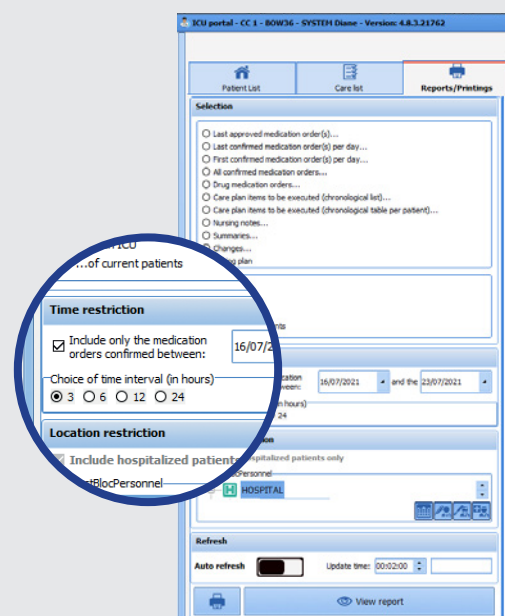 ICU portal - CC 1 - BOW36 - SYSTEM Diane - Version: 4.8.3.21762
Patient List
Care list
Reports/Printings
Selection
Last approved medication order(s)...
Last confirmed medication order(s) per day...
First confirmed medication order(s) per day...
All confirmed medication orders...
Drug medication orders...
Care plan items to be executed (chronological list)...
Care plan items to be executed (chronological table per patient)...
Nursing notes...
Summaries...
Changes...
plan
ICU
...of current patients
Time restriction
Include only the medication
orders confirmed between:
16/07/2
Choice of time interval (in hours)
3 6 12 24
Location restriction
Include hospitalized patient
stBlocPersonnel
16/07/2021 and the 23/07/2021
hours)
24
spitalized patients only
Personnel
H HOSPITAL
Refresh
Auto refresh
Update time: 00:02:00
View report